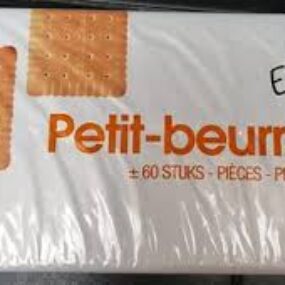 E
Petit-beurr
± 60 STUKS - PIÈCES - P